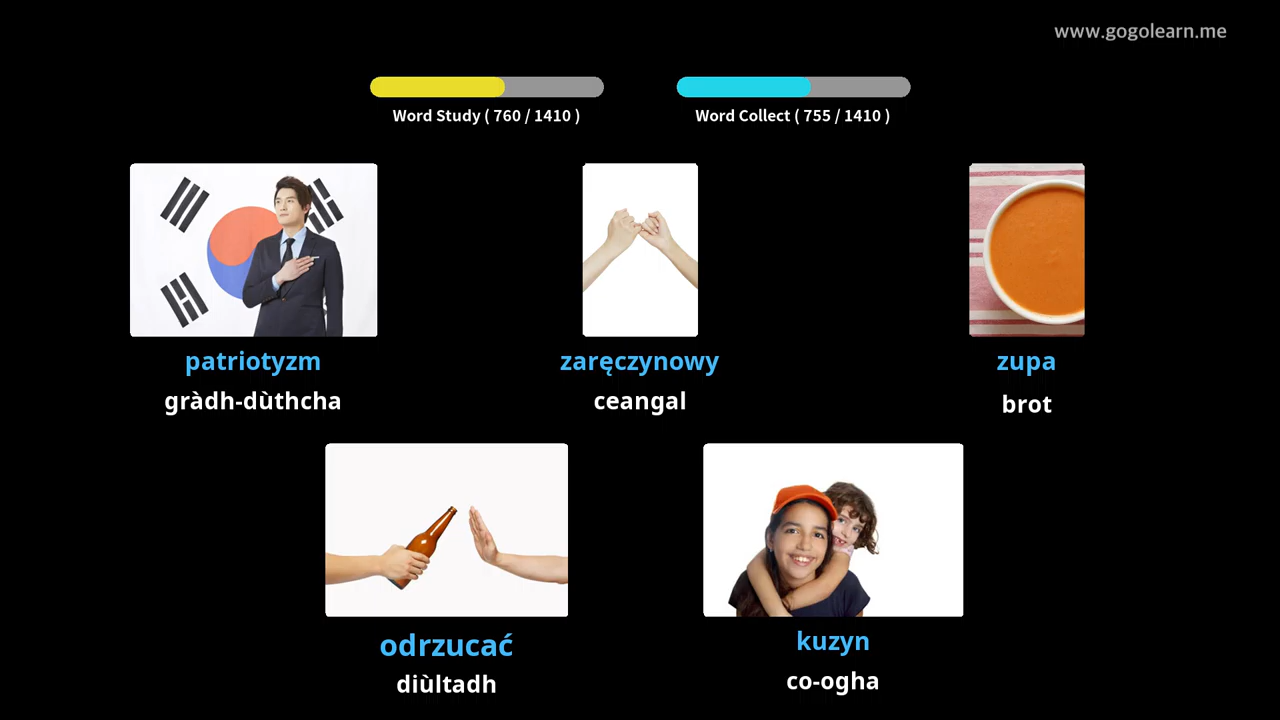 www.gogolearn.me
Word Study ( 760 / 1410 )
Word Collect ( 755 / 1410 )
patriotyzm
gràdh-dùthcha
zaręczynowy
ceangal
zupa
brot
odrzucać
diùltadh
kuzyn
co-ogha